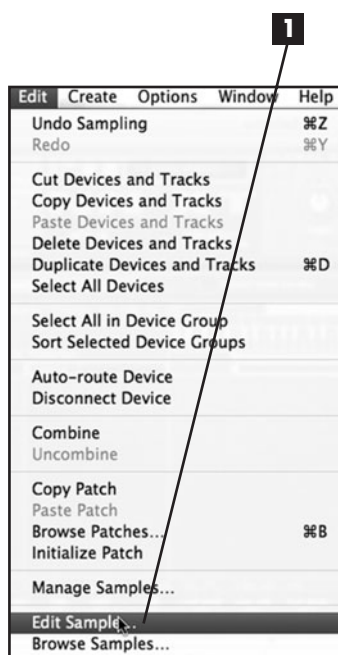 1
Edit Create Options Window Help
Undo Sampling ⌘Z
Redo ⌘Y
Cut Devices and Tracks
Copy Devices and Tracks
Paste Devices and Tracks
Delete Devices and Tracks
Duplicate Devices and Tracks ⌘D
Select All Devices
Select All in Device Group
Sort Selected Device Groups
Auto-route Device
Disconnect Device
Combine
Uncombine
Copy Patch
Paste Patch
Browse Patches... ⌘B
Initialize Patch
Manage Samples...
Edit Sample...
Browse Samples...